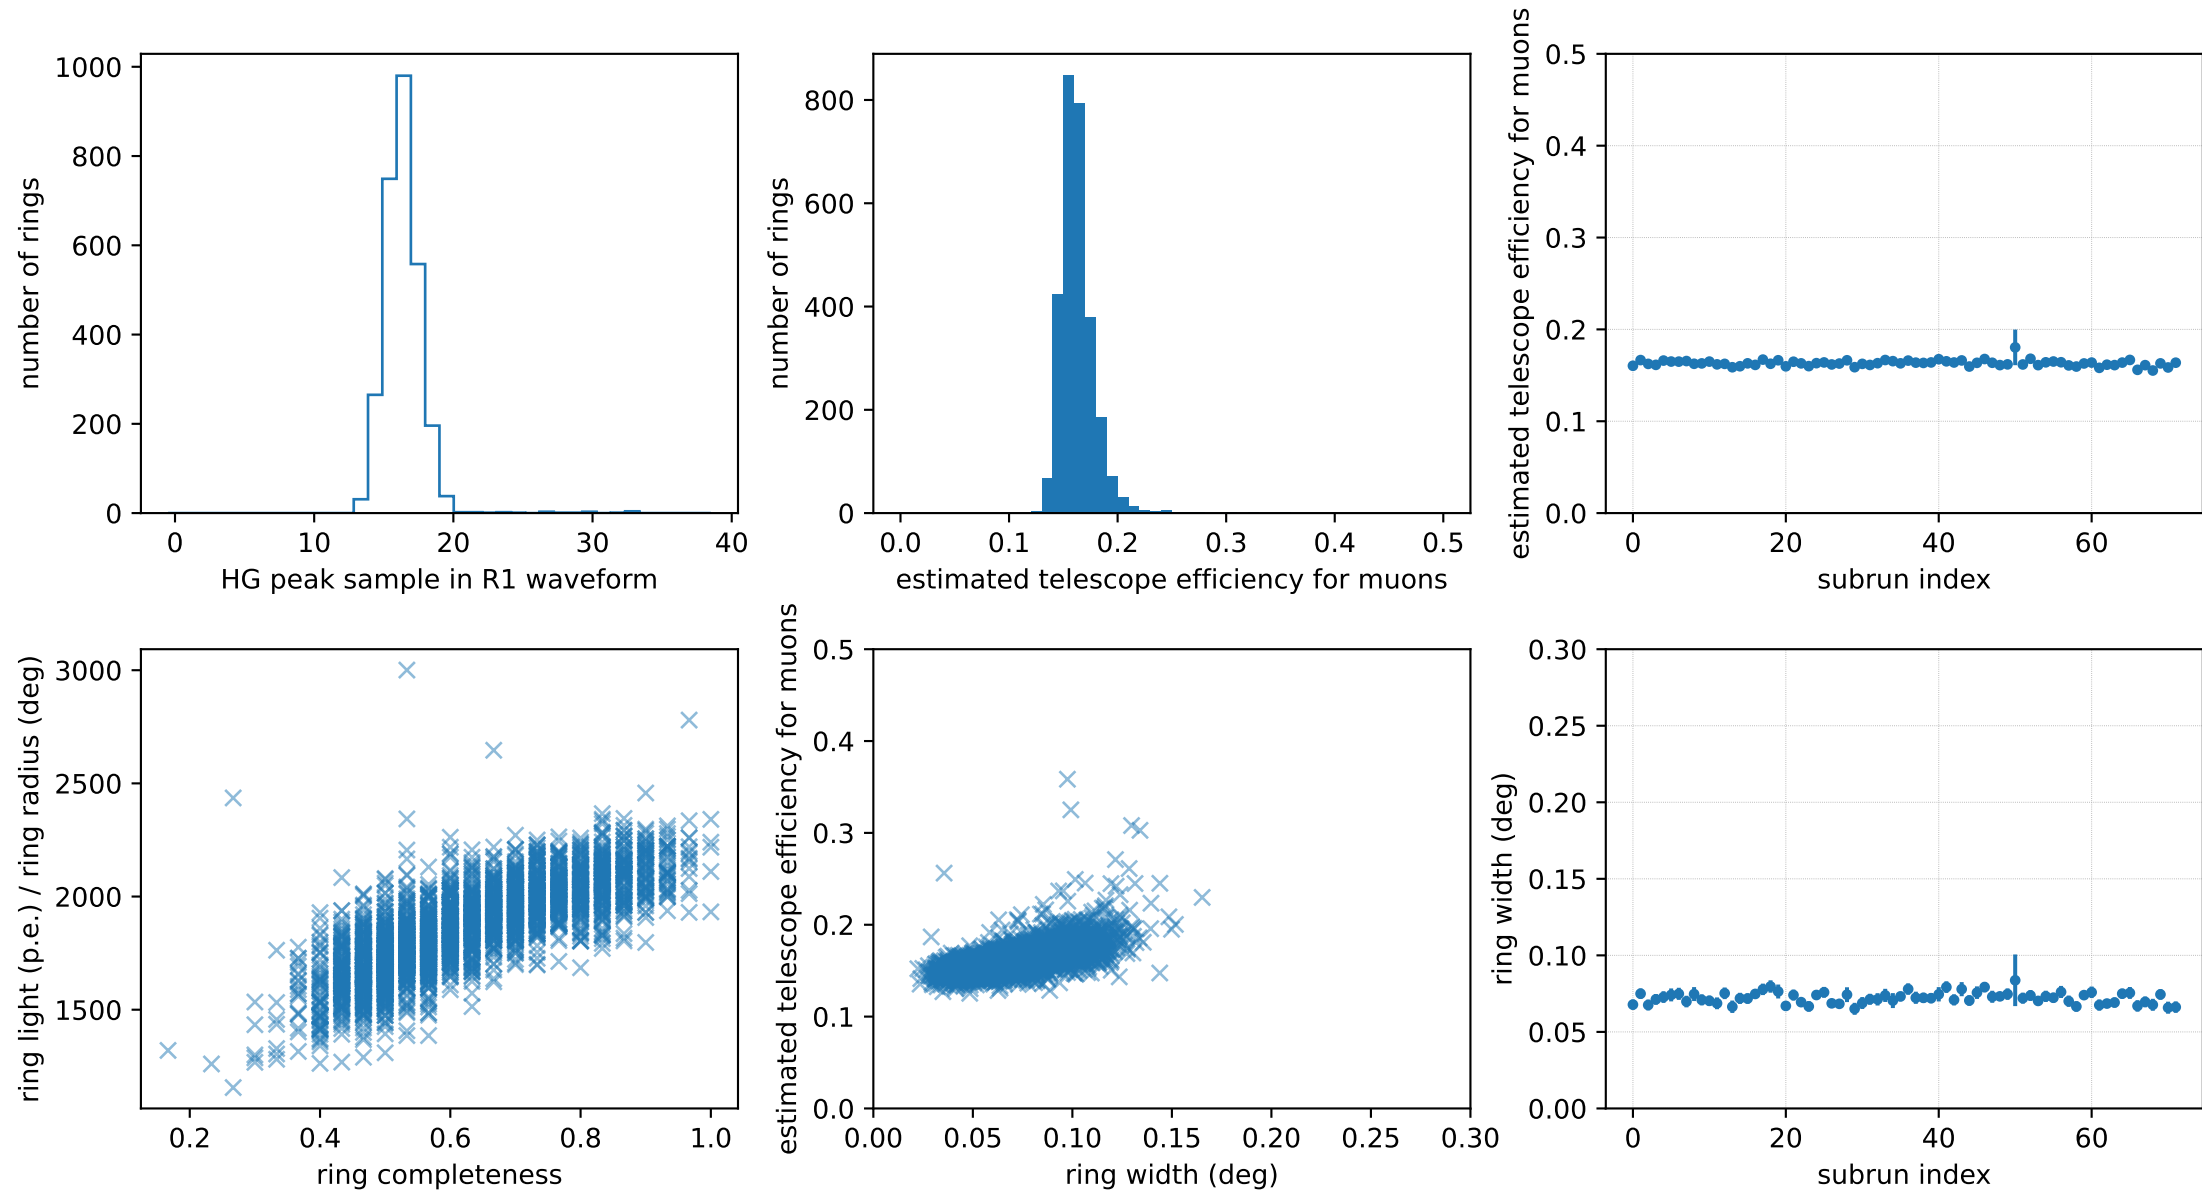 number of rings
1000
800
600
400
200
0
0 10 20 30 40
HG peak sample in R1 waveform
number of rings
800
600
400
200
0
0.0 0.1 0.2 0.3 0.4 0.5
estimated telescope efficiency for muons
estimated telescope efficiency for muons
0.5
0.4
0.3
0.2
0.1
0.0
0 20 40 60
subrun index
ring light (p.e.) / ring radius (deg)
3000
2500
2000
1500
0.2 0.4 0.6 0.8 1.0
ring completeness
estimated telescope efficiency for muons
0.5
0.4
0.3
0.2
0.1
0.0
0.00 0.05 0.10 0.15 0.20 0.25 0.30
ring width (deg)
ring width (deg)
0.30
0.25
0.20
0.15
0.10
0.05
0.00
0 20 40 60
subrun index